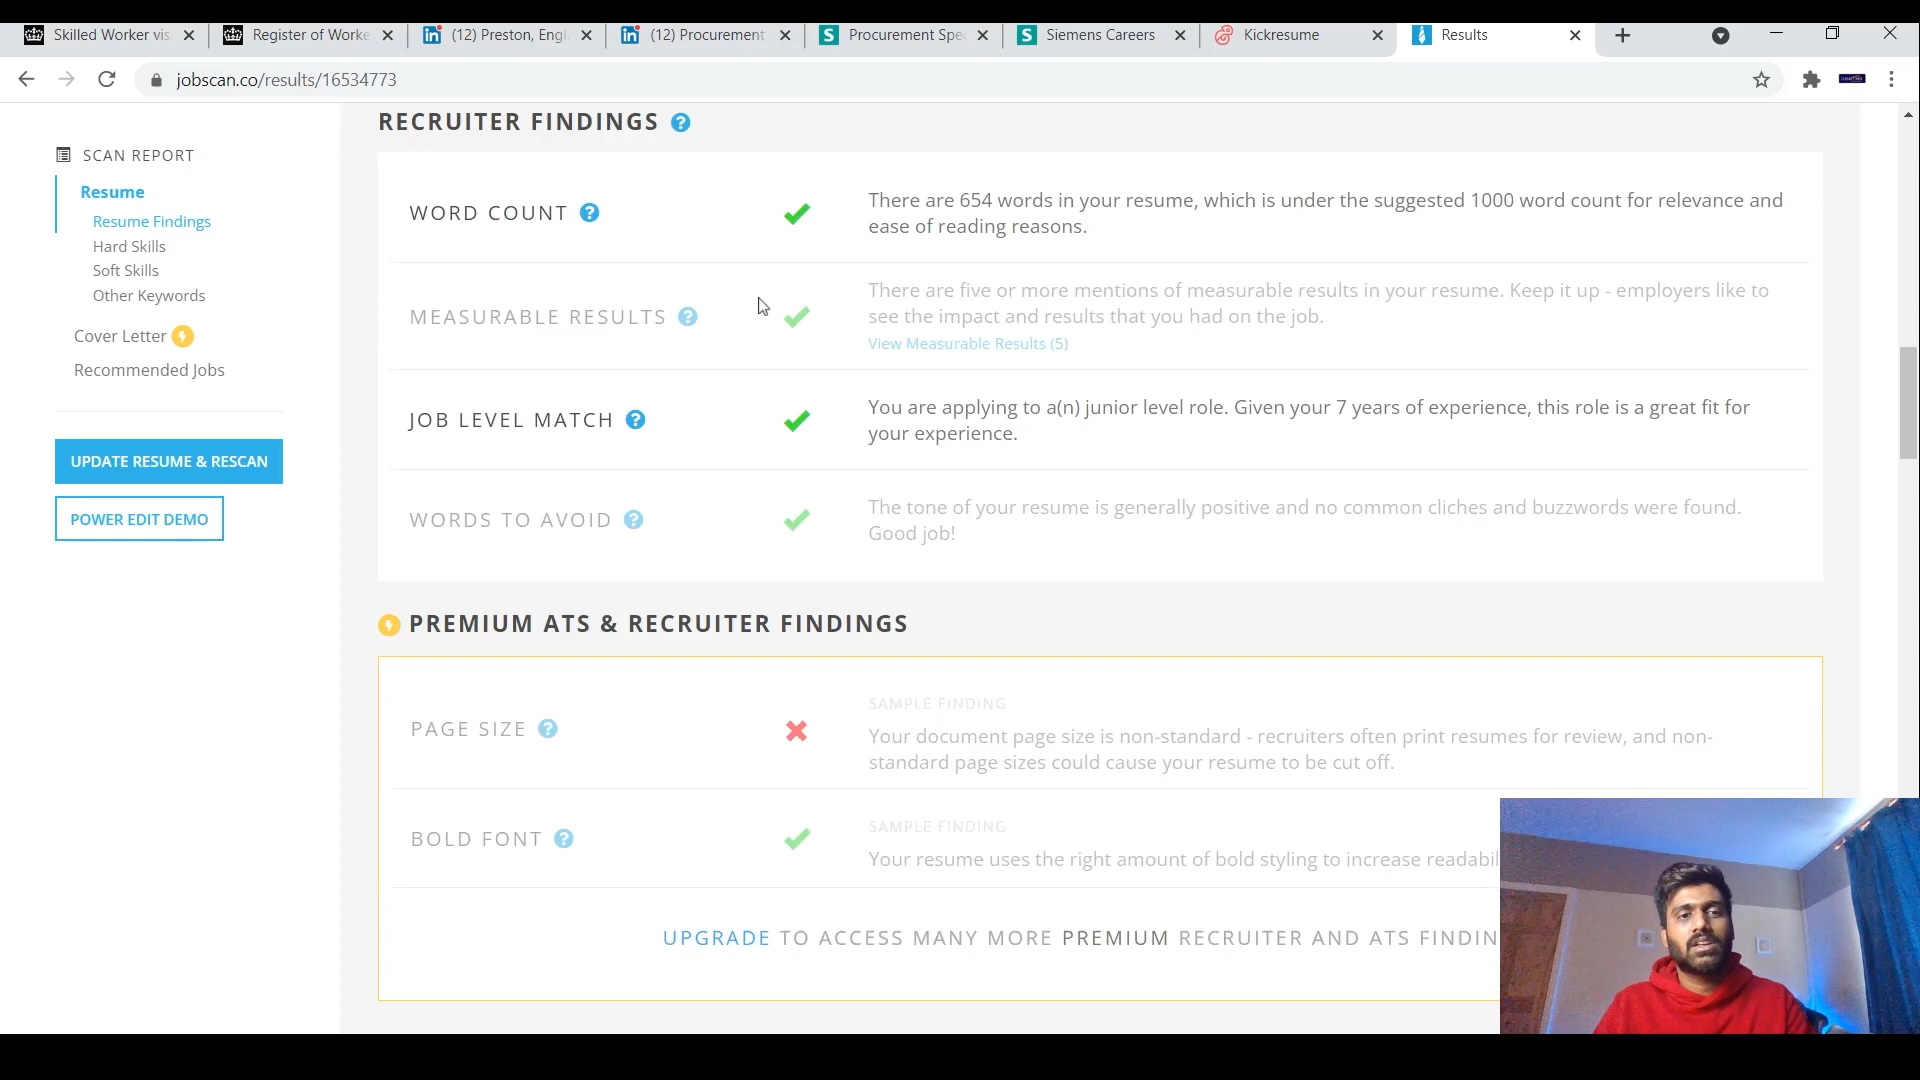 Skilled Worker vis
Register of Worke
(12) Preston, Engl
(12) Procurement
Procurement Spe
Siemens Careers
Kickresume
Results
jobscan.co/results/16534773
SCAN REPORT
Resume
Resume Findings
Hard Skills
Soft Skills
Other Keywords
Cover Letter
Recommended Jobs
UPDATE RESUME & RESCAN
POWER EDIT DEMO
RECRUITER FINDINGS
WORD COUNT
There are 654 words in your resume, which is under the suggested 1000 word count for relevance and
ease of reading reasons.
MEASURABLE RESULTS
There are five or more mentions of measurable results in your resume. Keep it up - employers like to
see the impact and results that you had on the job.
View Measurable Results (5)
JOB LEVEL MATCH
You are applying to a(n) junior level role. Given your 7 years of experience, this role is a great fit for
your experience.
WORDS TO AVOID
The tone of your resume is generally positive and no common cliches and buzzwords were found.
Good job!
PREMIUM ATS & RECRUITER FINDINGS
PAGE SIZE
SAMPLE FINDING
Your document page size is non-standard - recruiters often print resumes for review, and non-
standard page sizes could cause your resume to be cut off.
BOLD FONT
SAMPLE FINDING
Your resume uses the right amount of bold styling to increase readabil
UPGRADE TO ACCESS MANY MORE PREMIUM RECRUITER AND ATS FINDIN